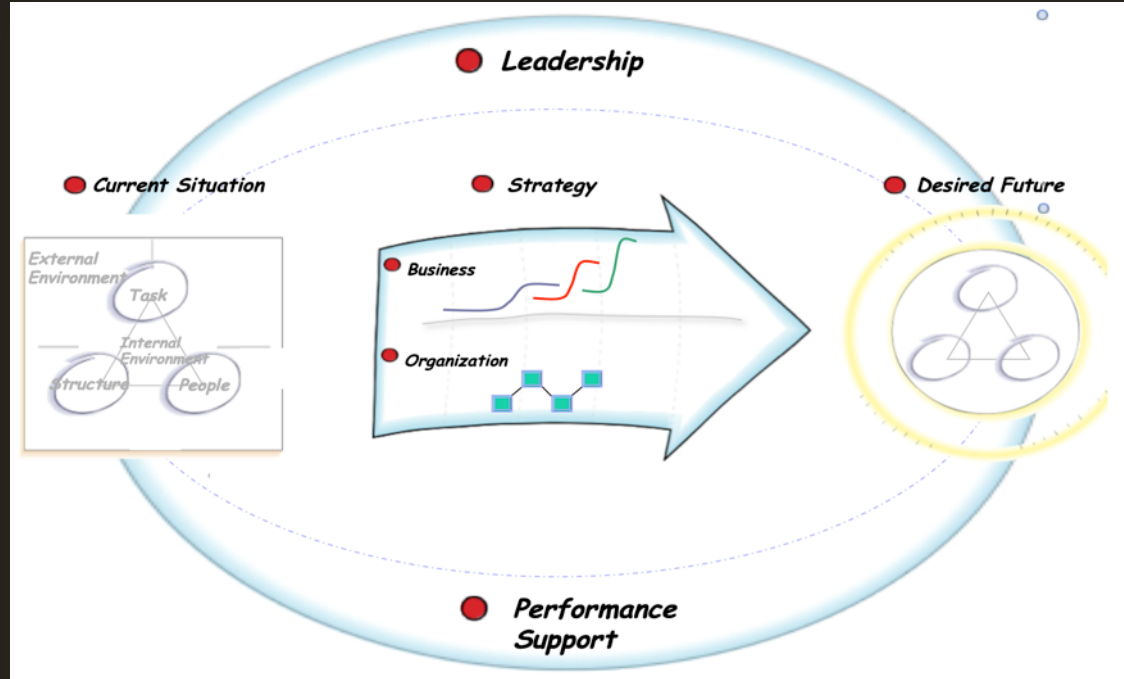 Leadership
Current Situation
Strategy
Desired Future
External
Environment
Task
Internal
Environment
Structure
People
Business
Organization
Performance
Support